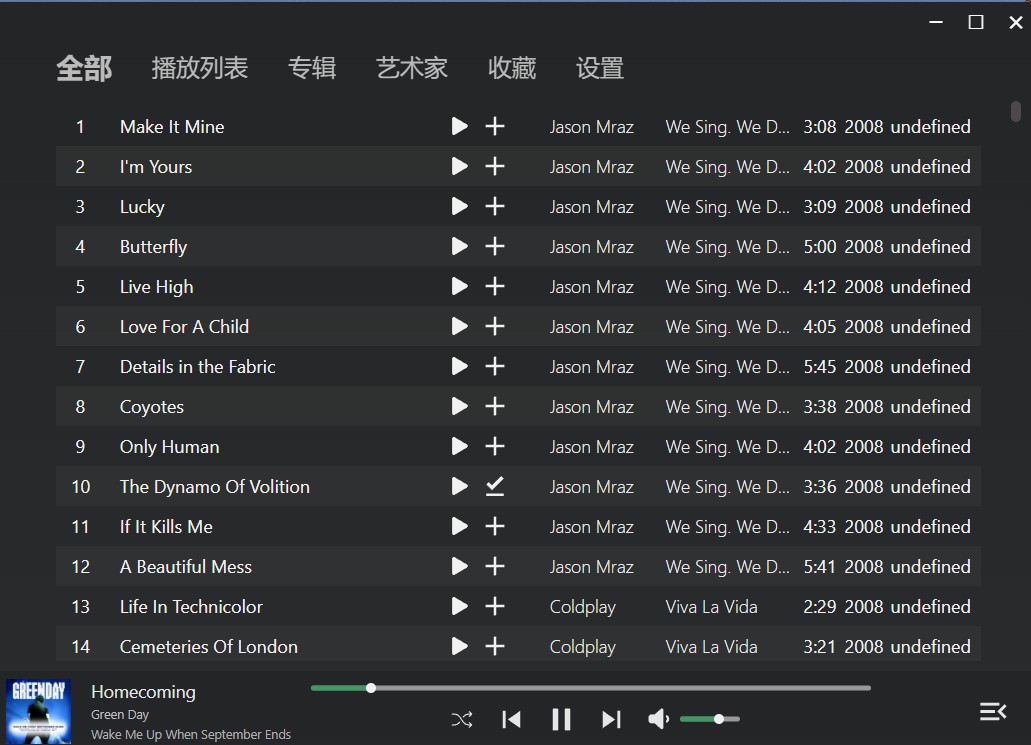 全部 播放列表 专辑 艺术家 收藏 设置
1 Make It Mine Jason Mraz We Sing. We D... 3:08 2008 undefined
2 I'm Yours Jason Mraz We Sing. We D... 4:02 2008 undefined
3 Lucky Jason Mraz We Sing. We D... 3:09 2008 undefined
4 Butterfly Jason Mraz We Sing. We D... 5:00 2008 undefined
5 Live High Jason Mraz We Sing. We D... 4:12 2008 undefined
6 Love For A Child Jason Mraz We Sing. We D... 4:05 2008 undefined
7 Details in the Fabric Jason Mraz We Sing. We D... 5:45 2008 undefined
8 Coyotes Jason Mraz We Sing. We D... 3:38 2008 undefined
9 Only Human Jason Mraz We Sing. We D... 4:02 2008 undefined
10 The Dynamo Of Volition Jason Mraz We Sing. We D... 3:36 2008 undefined
11 If It Kills Me Jason Mraz We Sing. We D... 4:33 2008 undefined
12 A Beautiful Mess Jason Mraz We Sing. We D... 5:41 2008 undefined
13 Life In Technicolor Coldplay Viva La Vida 2:29 2008 undefined
14 Cemeteries Of London Coldplay Viva La Vida 3:21 2008 undefined
GREEN DAY
Homecoming
Green Day
Wake Me Up When September Ends